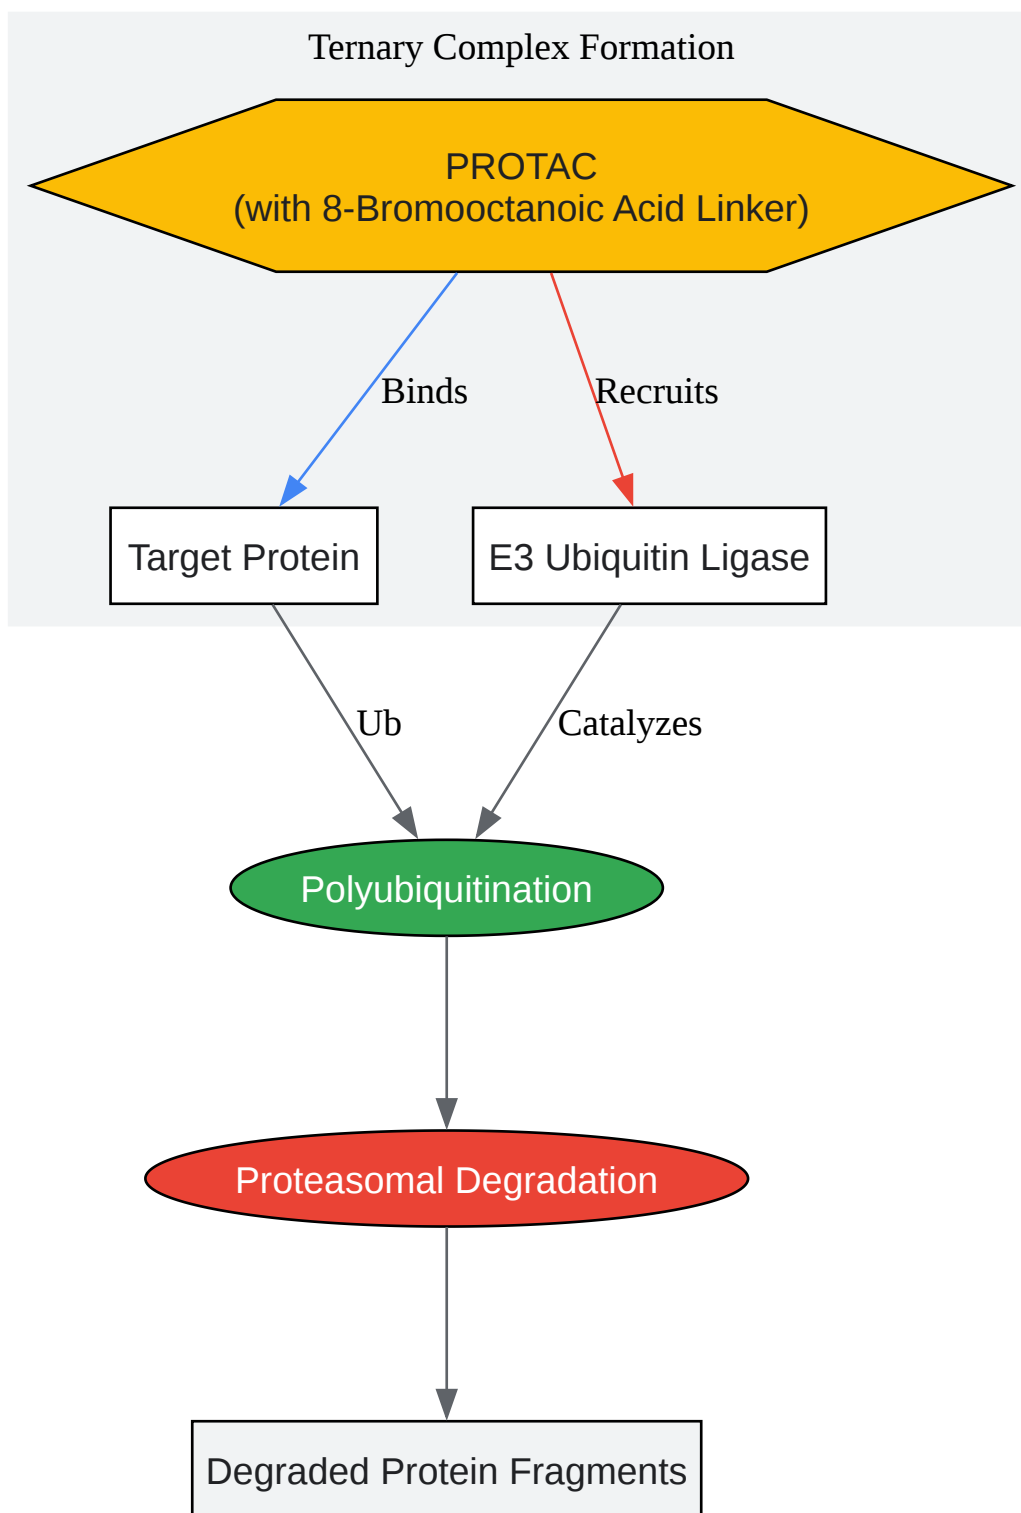 Ternary Complex Formation
PROTAC
(with 8-Bromooctanoic Acid Linker)
Binds
Recruits
Target Protein
E3 Ubiquitin Ligase
Ub
Catalyzes
Polyubiquitination
Proteasomal Degradation
Degraded Protein Fragments